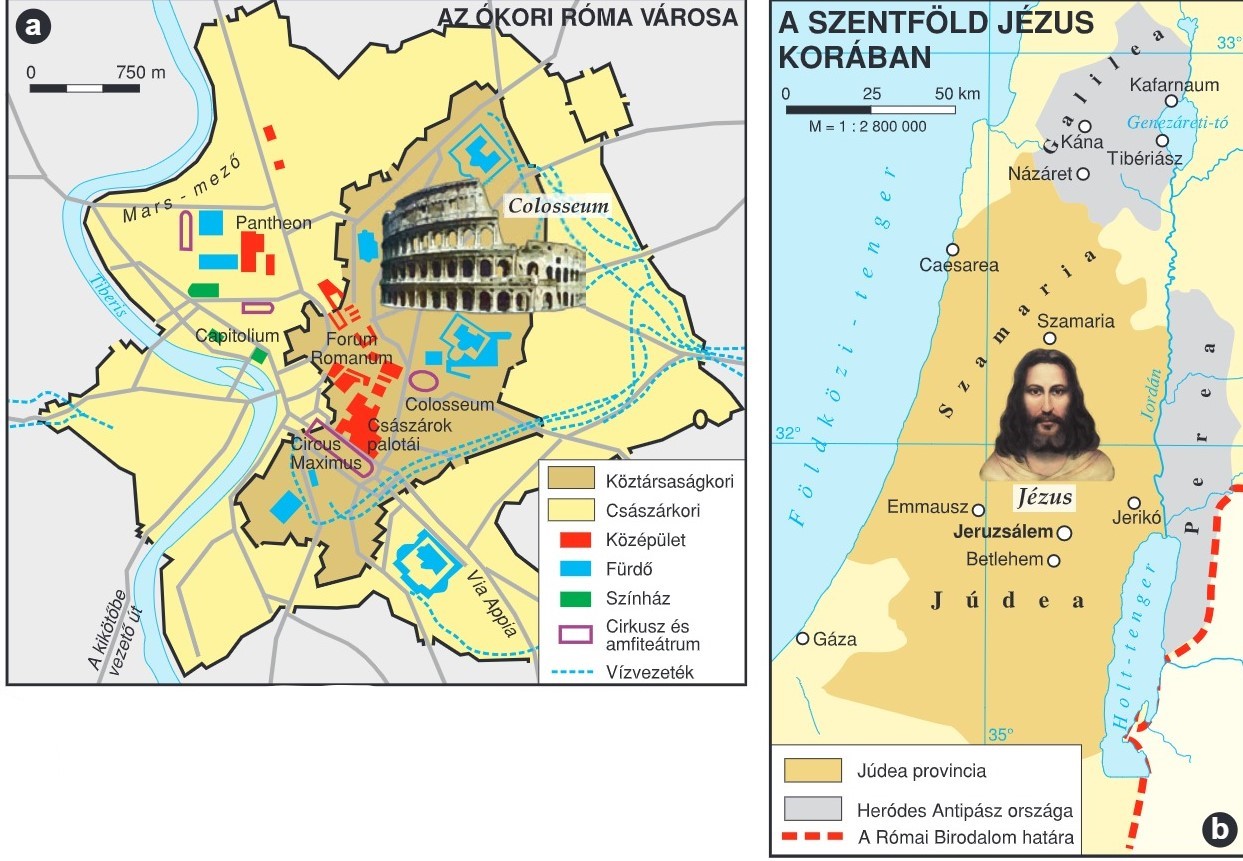 a
AZ ÓKORI RÓMA VÁROSA
0 750 m
Mars-mező
Pantheon
Colosseum
Tiberis
Capitolium
Forum
Romanum
Colosseum
Császárok
palotái
Circus
Maximus
Via Appia
A kikötőbe
vezető út
Köztársaságkori
Császárkori
Középület
Fürdő
Színház
Cirkusz és
amfiteátrum
Vízvezeték
A SZENTFÖLD JÉZUS
KORÁBAN
0 25 50 km
M = 1 : 2 800 000
33°
Galilea
Kafarnaum
Genezáreti-tó
Kána
Tibériász
Názáret
Földközi-tenger
Caesarea
Szamaria
Szamaria
Jordán
Perea
32°
Jézus
Emmausz
Jerikó
Jeruzsálem
Betlehem
Júdea
Gáza
Holt-tenger
35°
Júdea provincia
Heródes Antipász országa
A Római Birodalom határa
b